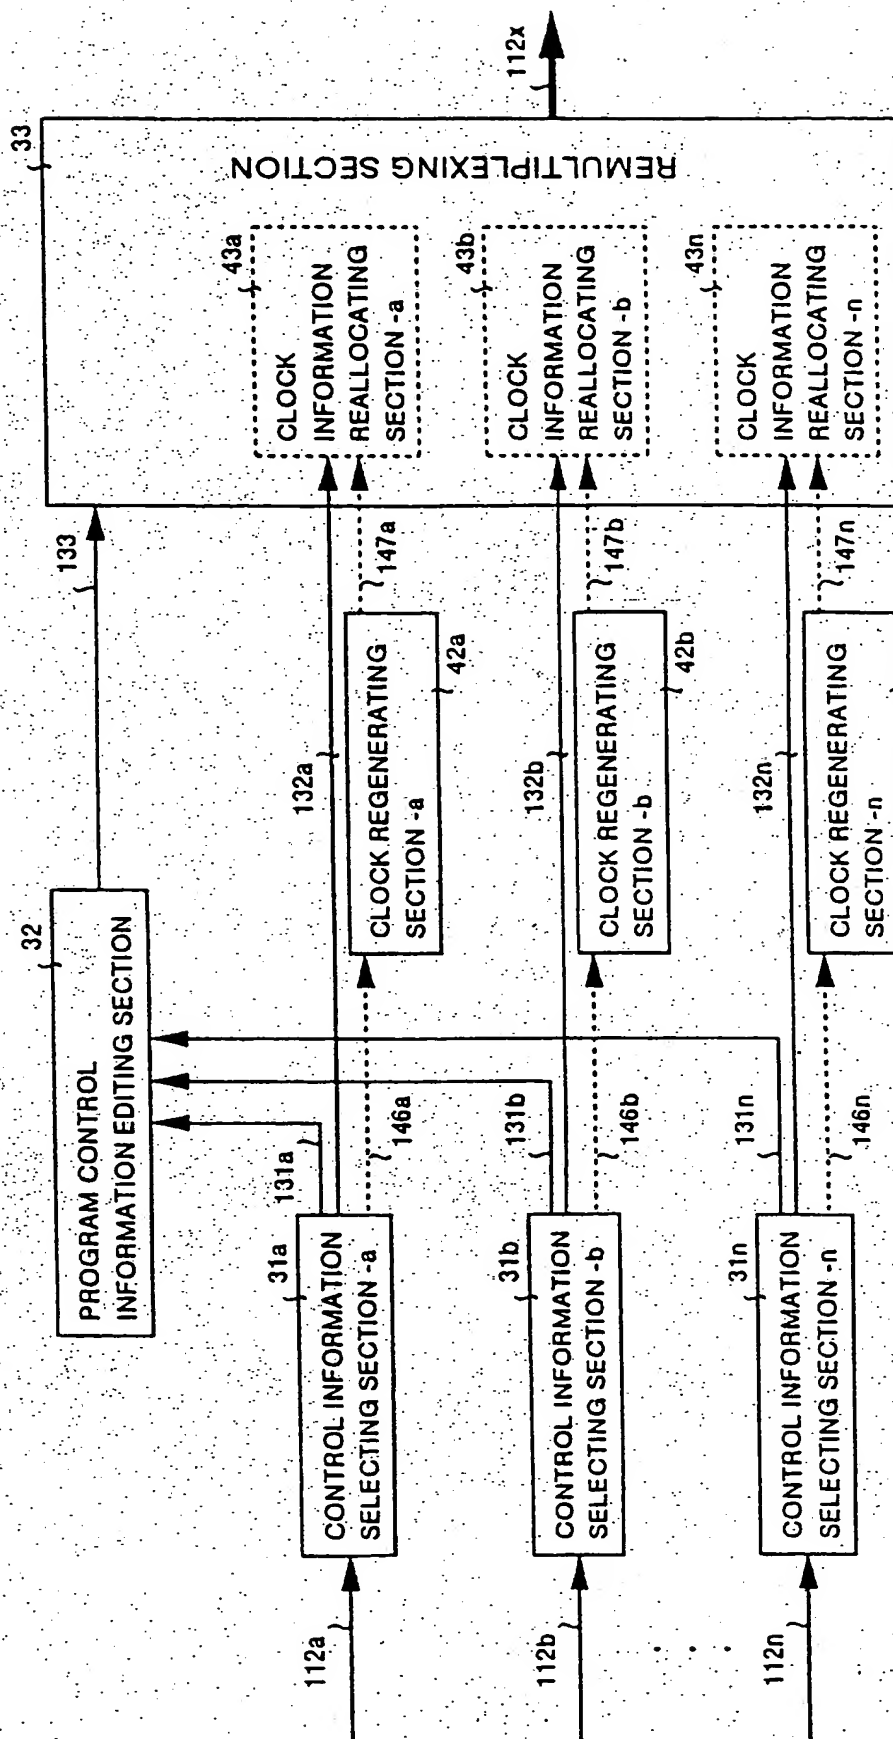 33
112x
REMULTIPLEXING SECTION
43a
CLOCK
INFORMATION
REALLOCATING
SECTION -a
43b
CLOCK
INFORMATION
REALLOCATING
SECTION -b
43n
CLOCK
INFORMATION
REALLOCATING
SECTION -n
133
147a
147b
147n
132a
CLOCK REGENERATING
SECTION -a
42a
132b
CLOCK REGENERATING
SECTION -b
42b
132n
CLOCK REGENERATING
SECTION -n
32
PROGRAM CONTROL
INFORMATION EDITING SECTION
131a
146a
131b
146b
131n
146n
31a
CONTROL INFORMATION
SELECTING SECTION -a
31b
CONTROL INFORMATION
SELECTING SECTION -b
31n
CONTROL INFORMATION
SELECTING SECTION -n
112a
112b
112n